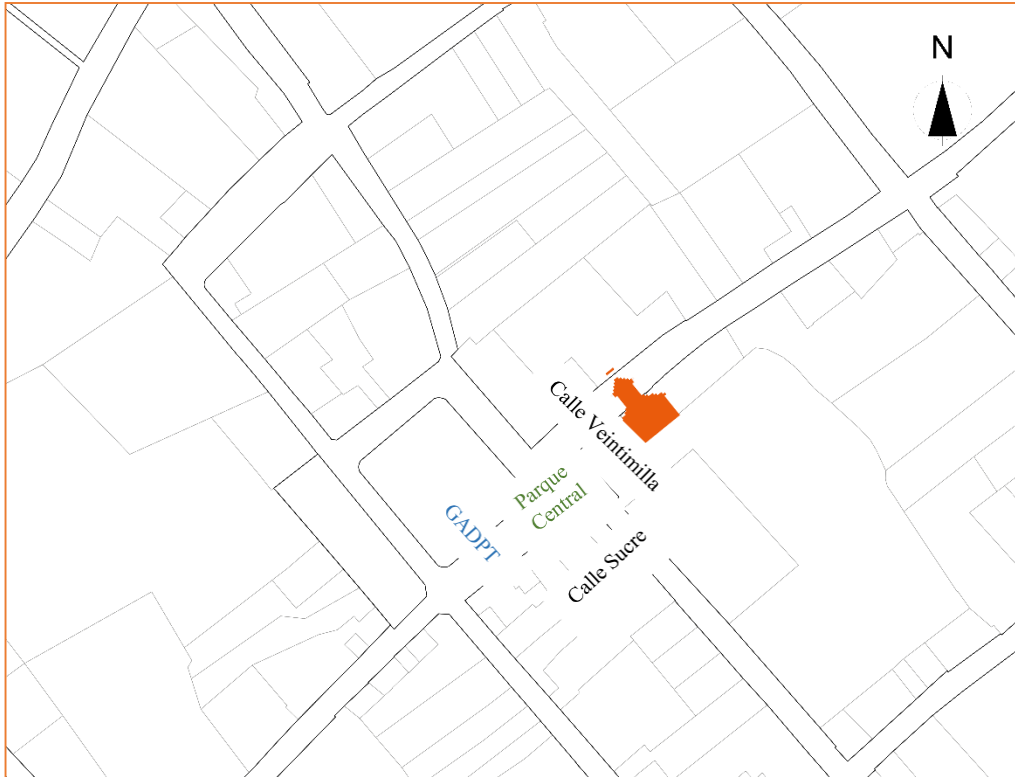 N
Calle Veintimilla
Parque
Central
GADPT
Calle Sucre